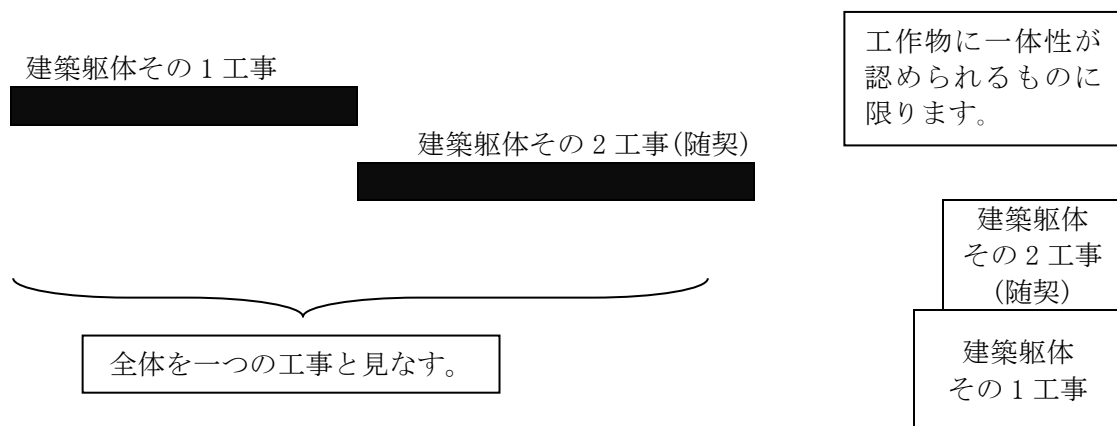 建築躯体その1工事
建築躯体その2工事(随契)
全体を一つの工事と見なす。
工作物に一体性が
認められるものに
限ります。
建築躯体
その2工事
(随契)
建築躯体
その1工事